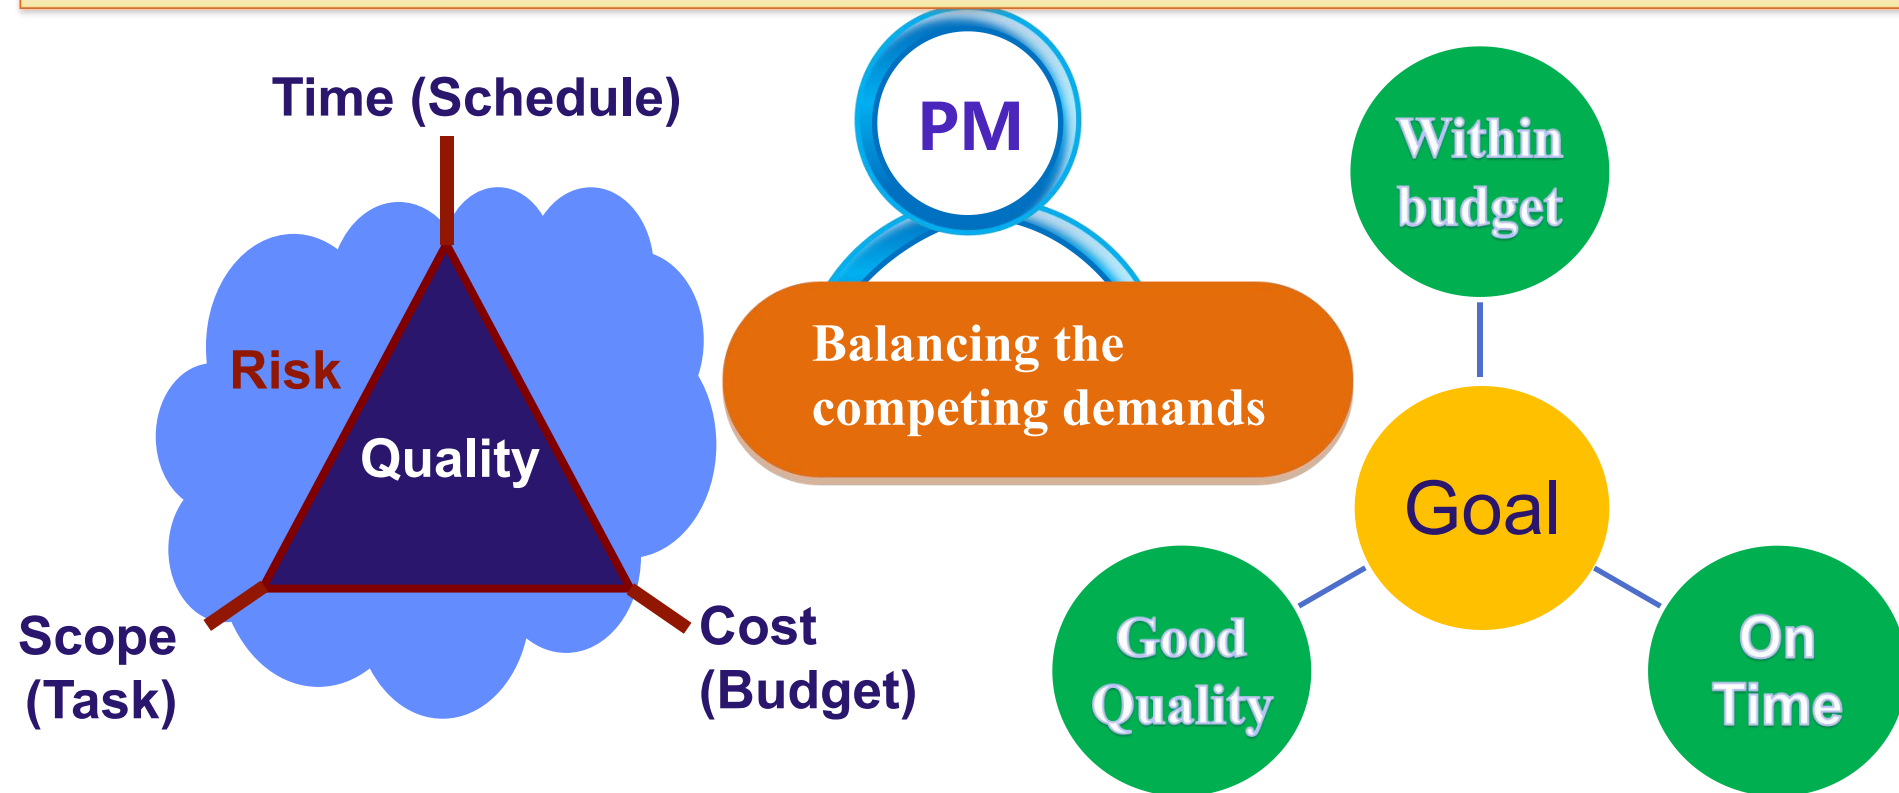 Time (Schedule)
Risk
Quality
Scope
(Task)
Cost
(Budget)
PM
Balancing the
competing demands
Within
budget
Goal
Good
Quality
On
Time